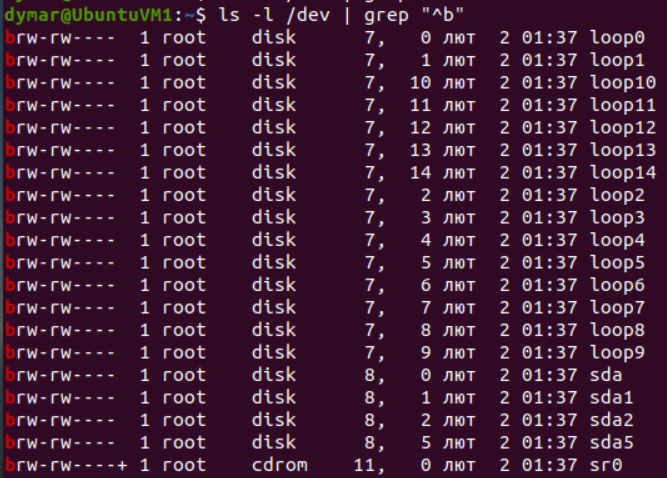 dymar@UbuntuVM1:~$ ls -l /dev | grep "^b"
brw-rw---- 1 root disk 7, 0 лют 2 01:37 loop0
brw-rw---- 1 root disk 7, 1 лют 2 01:37 loop1
brw-rw---- 1 root disk 7, 10 лют 2 01:37 loop10
brw-rw---- 1 root disk 7, 11 лют 2 01:37 loop11
brw-rw---- 1 root disk 7, 12 лют 2 01:37 loop12
brw-rw---- 1 root disk 7, 13 лют 2 01:37 loop13
brw-rw---- 1 root disk 7, 14 лют 2 01:37 loop14
brw-rw---- 1 root disk 7, 2 лют 2 01:37 loop2
brw-rw---- 1 root disk 7, 3 лют 2 01:37 loop3
brw-rw---- 1 root disk 7, 4 лют 2 01:37 loop4
brw-rw---- 1 root disk 7, 5 лют 2 01:37 loop5
brw-rw---- 1 root disk 7, 6 лют 2 01:37 loop6
brw-rw---- 1 root disk 7, 7 лют 2 01:37 loop7
brw-rw---- 1 root disk 7, 8 лют 2 01:37 loop8
brw-rw---- 1 root disk 7, 9 лют 2 01:37 loop9
brw-rw---- 1 root disk 8, 0 лют 2 01:37 sda
brw-rw---- 1 root disk 8, 1 лют 2 01:37 sda1
brw-rw---- 1 root disk 8, 2 лют 2 01:37 sda2
brw-rw---- 1 root disk 8, 5 лют 2 01:37 sda5
brw-rw----+ 1 root cdrom 11, 0 лют 2 01:37 sr0